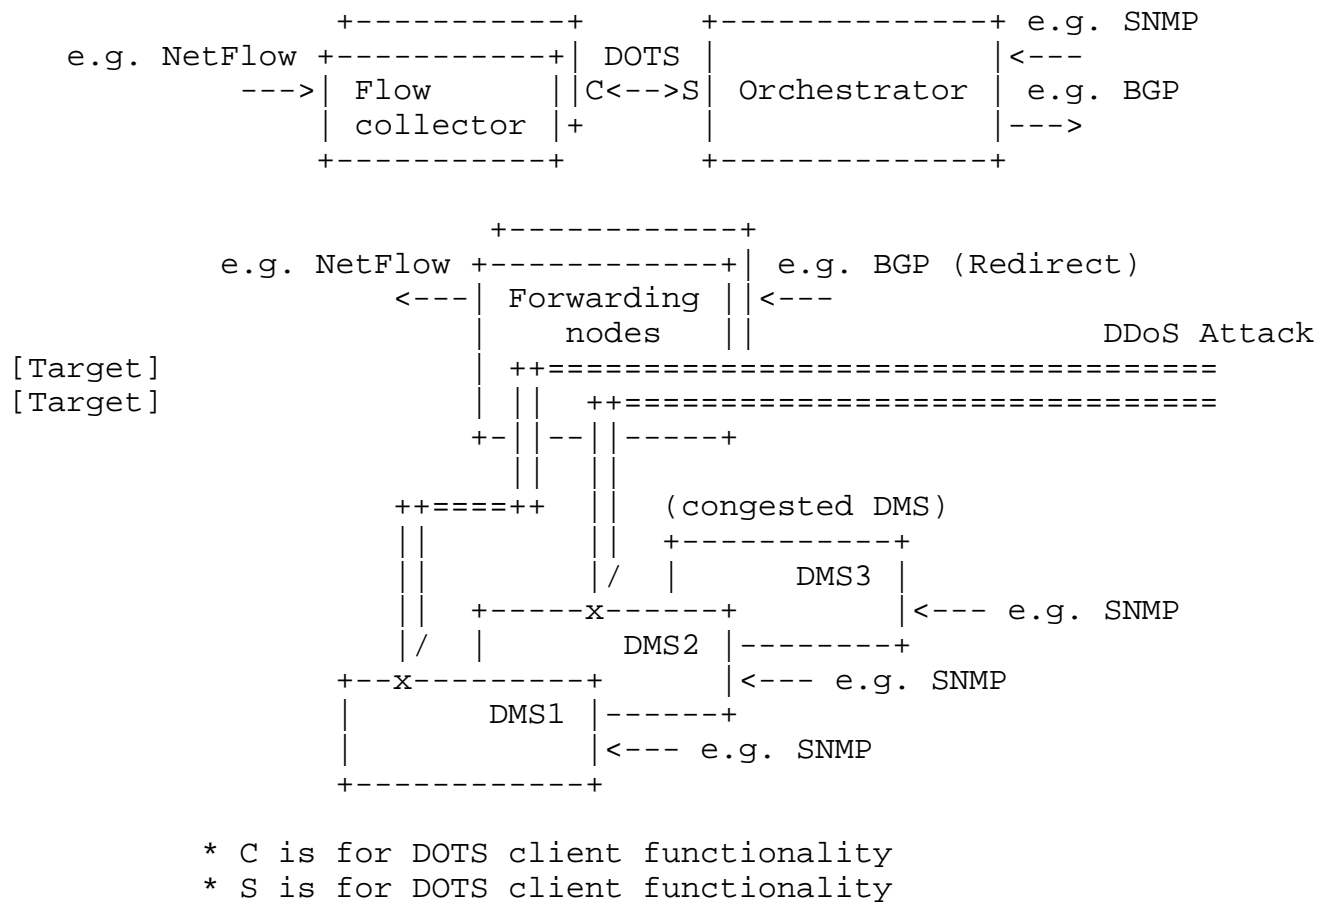 e.g. SNMP
e.g. NetFlow DOTS
Flow C<-->S Orchestrator e.g. BGP
collector
e.g. NetFlow e.g. BGP (Redirect)
Forwarding
nodes DDoS Attack
[Target]
[Target]
(congested DMS)
DMS3
x e.g. SNMP
DMS2
x e.g. SNMP
DMS1
e.g. SNMP
* C is for DOTS client functionality
* S is for DOTS client functionality